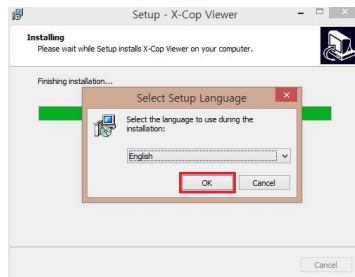 Setup - X-Cop Viewer
Installing
Please wait while Setup installs X-Cop Viewer on your computer.
Finishing installation...
Select Setup Language
Select the language to use during the
installation:
English
OK
Cancel
Cancel